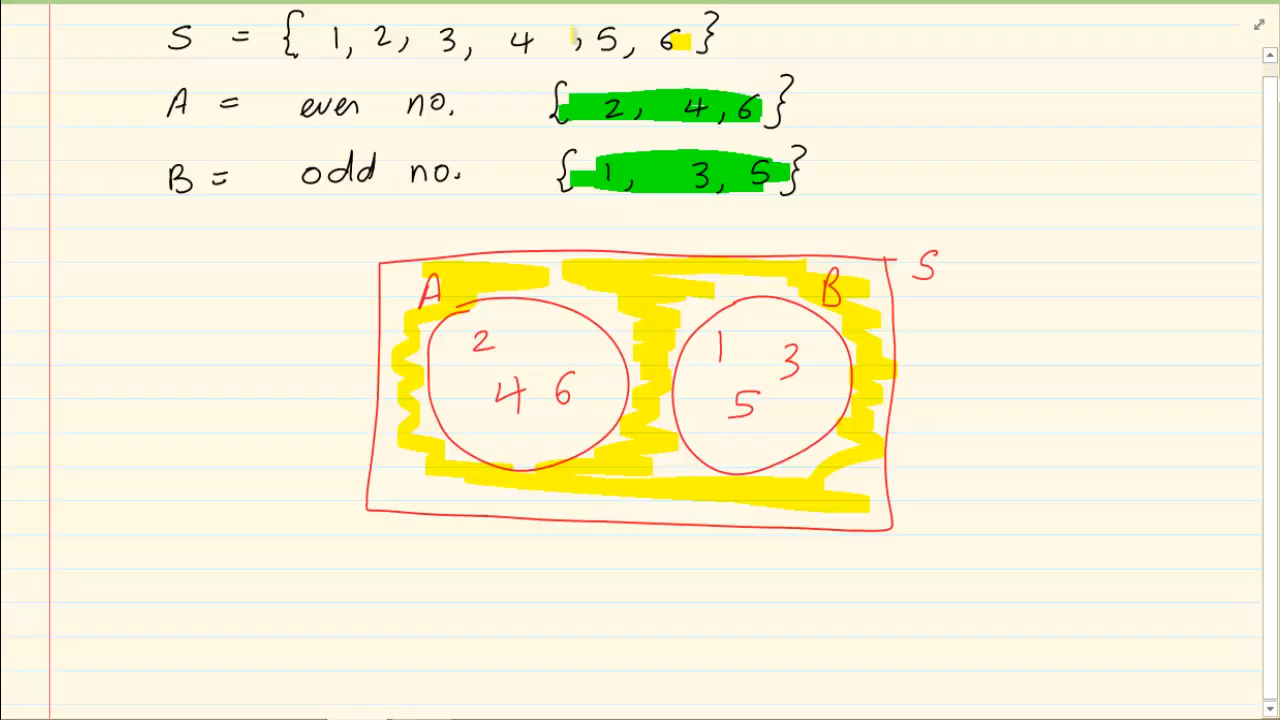 S = { 1, 2, 3, 4 , 5, 6 }
A = even no. { 2, 4, 6 }
B = odd no. { 1, 3, 5 }
S
A B
2 1 3
4 6 5